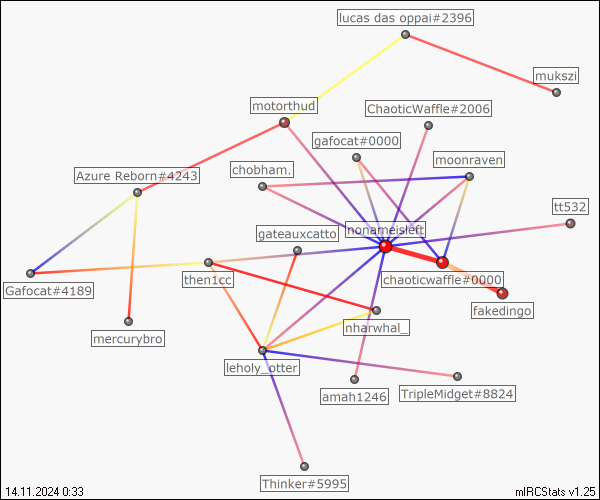 lucas das oppai#2396
mukszi
motorthud
ChaoticWaffle#2006
gafocat#0000
moonraven
chobham.
Azure Reborn#4243
tt532
nonameisleft
gateauxcatto
then1cc
chaoticwaffle#0000
Gafocat#4189
fakedingo
nharwhal_
mercurybro
leholy_otter
amah1246
TripleMidget#8824
Thinker#5995
14.11.2024 0:33
mIRCStats v1.25